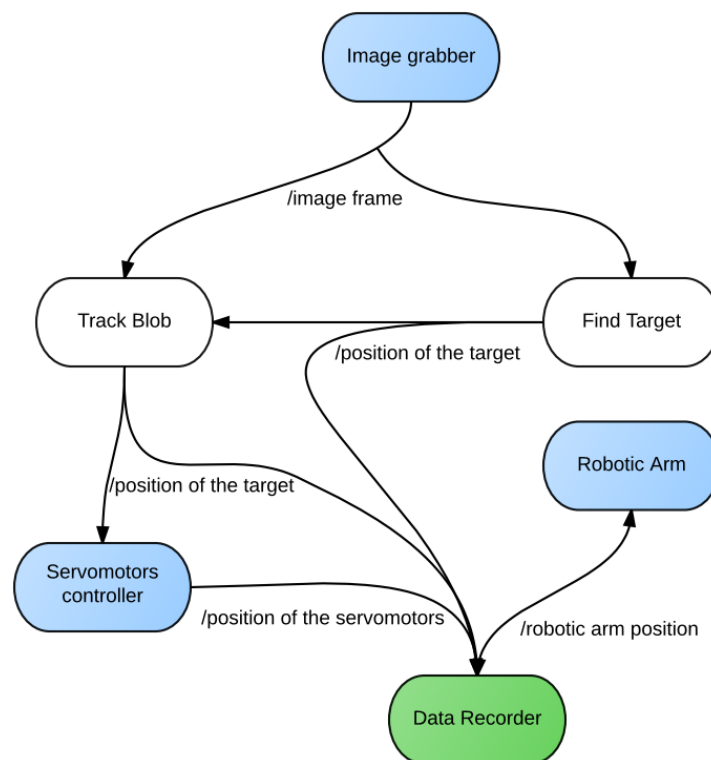 Image grabber
/image frame
Track Blob
Find Target
/position of the target
Robotic Arm
/position of the target
Servomotors
controller
/position of the servomotors
/robotic arm position
Data Recorder